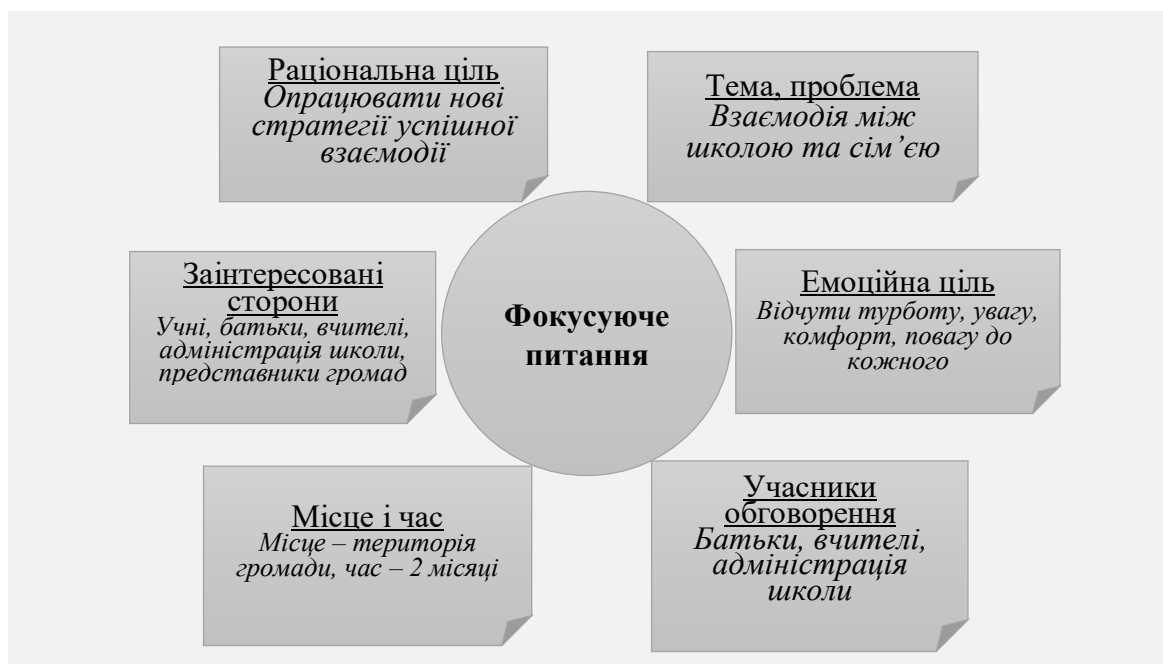 Раціональна ціль
Опрацювати нові
стратегії успішної
взаємодії
Тема, проблема
Взаємодія між
школою та сім’єю
Заінтересовані
сторони
Учні, батьки, вчителі,
адміністрація школи,
представники громад
Фокусуюче
питання
Емоційна ціль
Відчути турботу, увагу,
комфорт, повагу до
кожного
Місце і час
Місце – територія
громади, час – 2 місяці
Учасники
обговорення
Батьки, вчителі,
адміністрація
школи